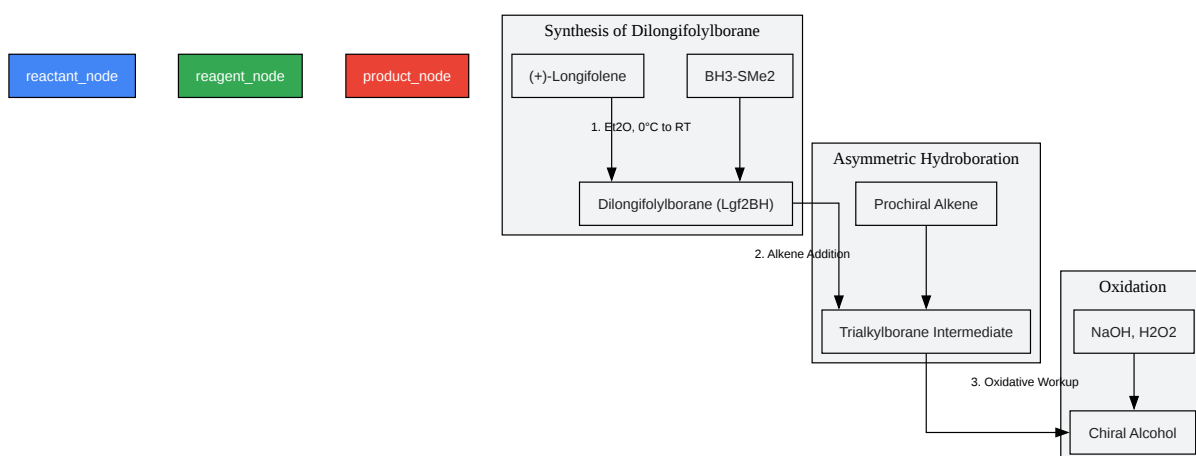 Synthesis of Dilongifolylborane
reactant_node
reagent_node
product_node
(+)-Longifolene
BH3-SMe2
1. Et2O, 0°C to RT
Dilongifolylborane (Lgf2BH)
Asymmetric Hydroboration
Prochiral Alkene
2. Alkene Addition
Trialkylborane Intermediate
Oxidation
NaOH, H2O2
3. Oxidative Workup
Chiral Alcohol